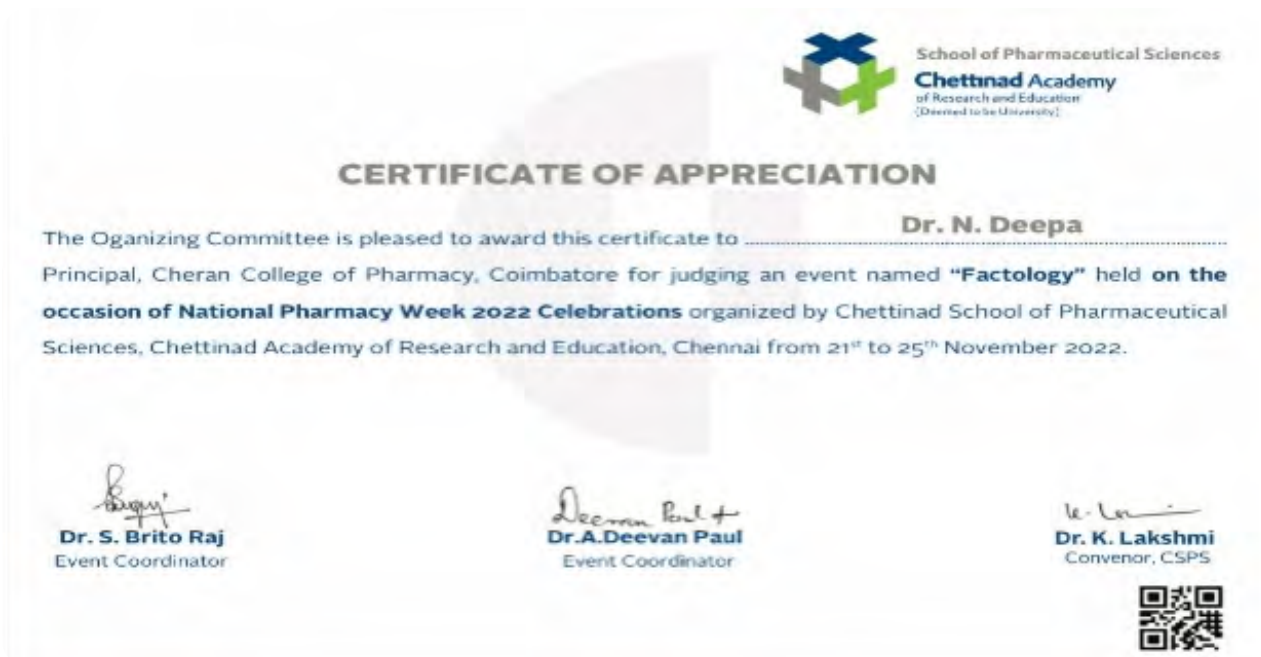 School of Pharmaceutical Sciences
Chettinad Academy
of Research and Education
(Deemed to be University)
CERTIFICATE OF APPRECIATION
The Oganizing Committee is pleased to award this certificate to ........ Dr. N. Deepa ........
Principal, Cheran College of Pharmacy, Coimbatore for judging an event named “Factology” held on the
occasion of National Pharmacy Week 2022 Celebrations organized by Chettinad School of Pharmaceutical
Sciences, Chettinad Academy of Research and Education, Chennai from 21st to 25th November 2022.
Deevan Paul
Dr. S. Brito Raj
Dr.A.Deevan Paul
Dr. K. Lakshmi
Event Coordinator
Event Coordinator
Convenor, CSPS